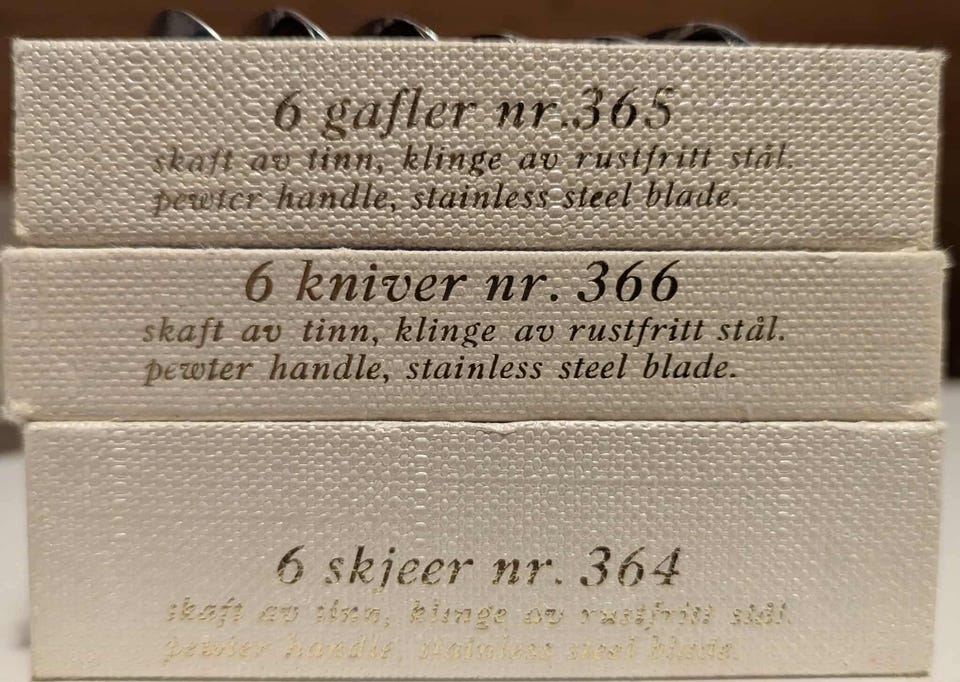 6 gafler nr.365
skaft av tinn, klinge av rustfritt stål.
pewter handle, stainless steel blade.
6 kniver nr. 366
skaft av tinn, klinge av rustfritt stål.
pewter handle, stainless steel blade.
6 skjeer nr. 364
skaft av tinn, klinge av rustfritt stål.
pewter handle, stainless steel blade.